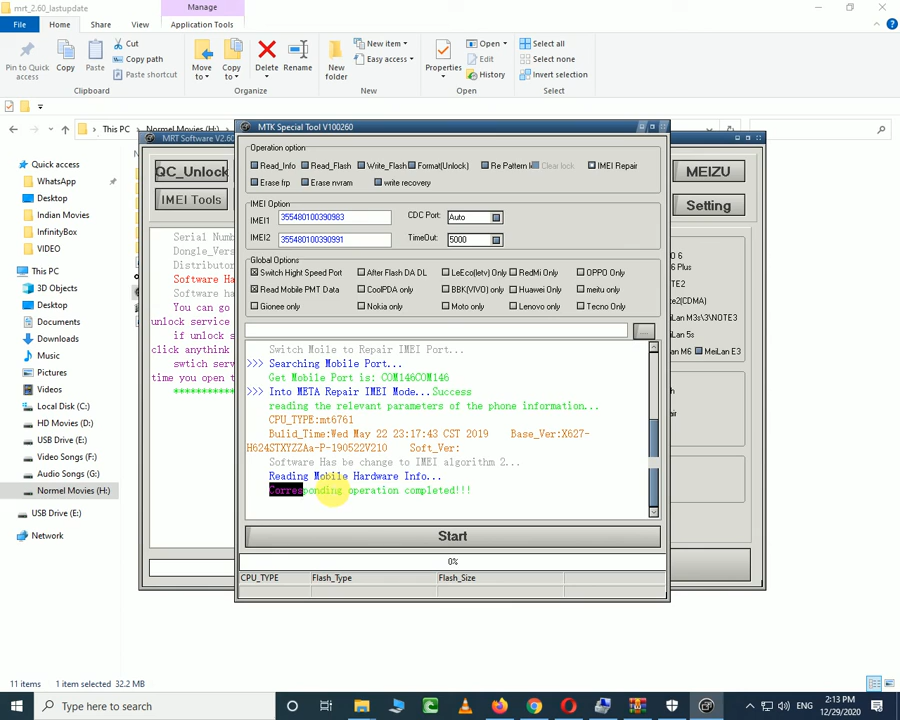 mrt_2.60_lastupdate
Manage
File
Home
Share
View
Application Tools
Pin to Quick access
Copy
Paste
Cut
Copy path
Paste shortcut
Clipboard
Move to
Copy to
Delete
Rename
Organize
New folder
New item
Easy access
New
Properties
Open
Edit
History
Open
Select all
Select none
Invert selection
Select
This PC
Normel Movies (H:)
Quick access
WhatsApp
Desktop
Indian Movies
InfinityBox
VIDEO
This PC
3D Objects
Desktop
Documents
Downloads
Music
Pictures
Videos
Local Disk (C:)
HD Movies (D:)
USB Drive (E:)
Video Songs (F:)
Audio Songs (G:)
Normel Movies (H:)
USB Drive (E:)
Network
MRT Software V2.60
QC_Unlock
IMEI Tools
MEIZU
Setting
Serial Num
Dongle_Ver
Distributo
Software Ha
Software ha
You can go
unlock service
if unlock s
click anythink
swtich serv
time you open t
MTK Special Tool V100260
Operation option
Read_Info
Read_Flash
Write_Flash
Format(Unlock)
Re Pattern
Clear lock
IMEI Repair
Erase frp
Erase nvram
write recovery
IMEI Option
IMEI1
355480100390983
CDC Port:
Auto
IMEI2
355480100390991
TimeOut:
5000
Global Options
Switch Hight Speed Port
After Flash DA DL
LeEco(letv) Only
RedMi Only
OPPO Only
Read Mobile PMT Data
CoolPDA only
BBK(VIVO) only
Huawei Only
meitu only
Gionee only
Nokia only
Moto only
Lenovo only
Tecno Only
...
Switch Moile to Repair IMEI Port...
>>> Searching Mobile Port...
Get Mobile Port is: COM146COM146
>>> Into META Repair IMEI Mode...Success
reading the relevant parameters of the phone information...
CPU_TYPE:mt6761
Bulid_Time:Wed May 22 23:17:43 CST 2019 Base_Ver:X627-
H624STXYZZAa-P-190522V210 Soft_Ver:
Software Has be change to IMEI algorithm 2...
Reading Mobile Hardware Info...
Corresponding operation completed!!!
Start
0%
CPU_TYPE
Flash_Type
Flash_Size
6
6 Plus
TE2
te2(CDMA)
MeiLan M3s\3\NOTE3
MeiLan 5s
M6
MeiLan E3
11 items
1 item selected 32.2 MB
Type here to search
ENG
2:13 PM
12/29/2020